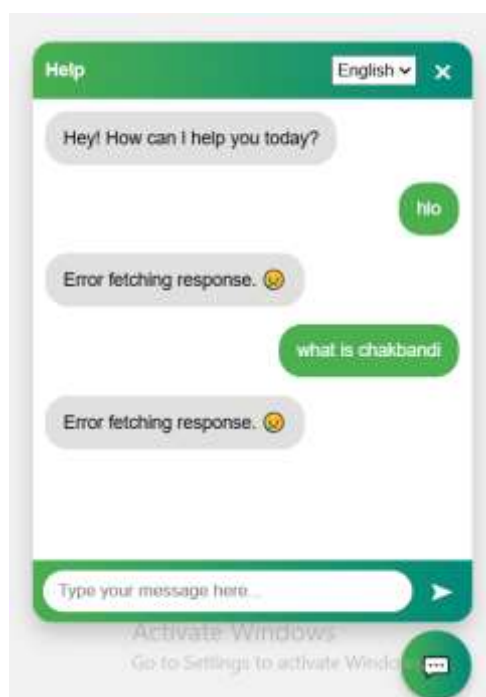 Help
English
Hey! How can I help you today?
hlo
Error fetching response. 😢
what is chakbandi
Error fetching response. 😢
Type your message here...
Activate Windows
Go to Settings to activate Windo